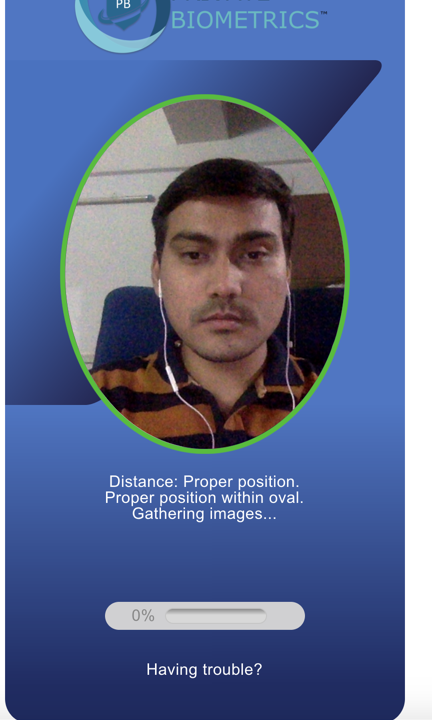 PB
BIOMETRICS™
Distance: Proper position.
Proper position within oval.
Gathering images...
0%
Having trouble?